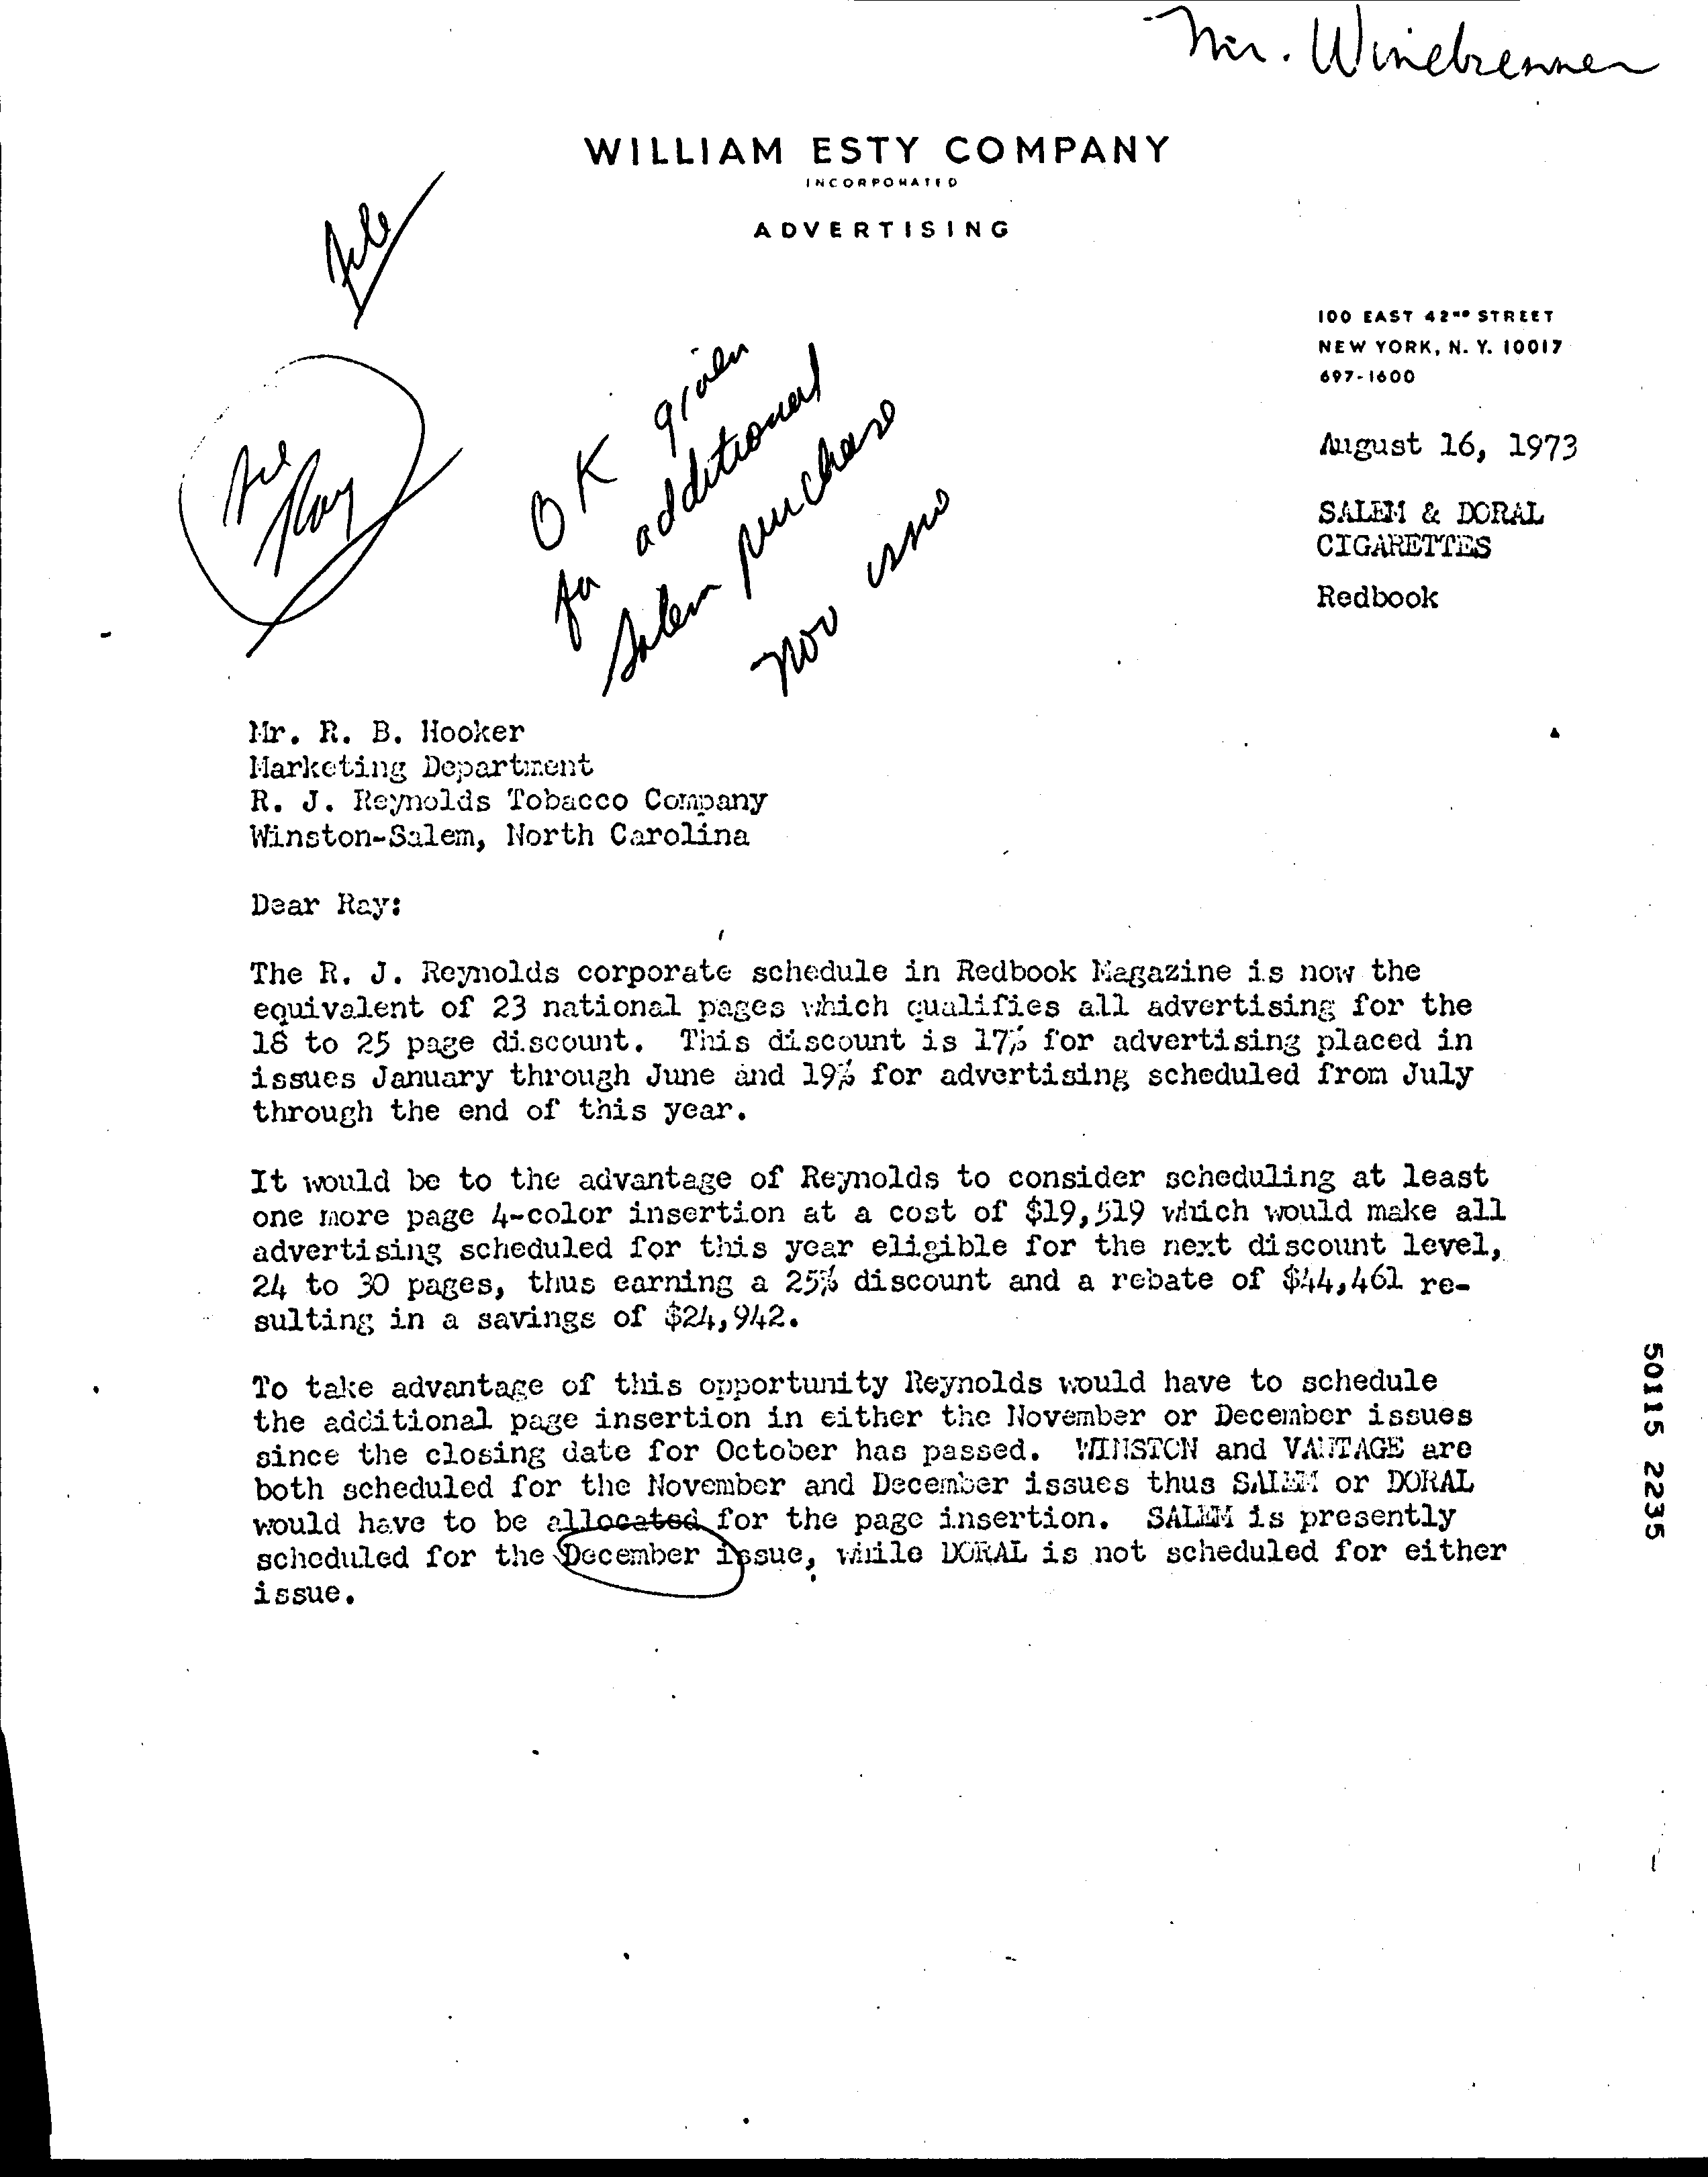 Mr. Winebrenner
WILLIAM ESTY COMPANY
INCORPORATED
ADVERTISING
file
100 EAST 42ND STREET
NEW YORK, N. Y. 10017
697-1600
Ray
OK given
for additional
Salem purchase
Nov issue
August 16, 1973
SALEM & DORAL
CIGARETTES
Redbook
Mr. R. B. Hooker
Marketing Department
R. J. Reynolds Tobacco Company
Winston-Salem, North Carolina
Dear Ray:
The R. J. Reynolds corporate schedule in Redbook Magazine is now the
equivalent of 23 national pages which qualifies all advertising for the
18 to 25 page discount. This discount is 17% for advertising placed in
issues January through June and 19% for advertising scheduled from July
through the end of this year.
It would be to the advantage of Reynolds to consider scheduling at least
one more page 4-color insertion at a cost of $19,519 which would make all
advertising scheduled for this year eligible for the next discount level,
24 to 30 pages, thus earning a 25% discount and a rebate of $44,461 re-
sulting in a savings of $24,942.
To take advantage of this opportunity Reynolds would have to schedule
the additional page insertion in either the November or December issues
since the closing date for October has passed. WINSTON and VANTAGE are
both scheduled for the November and December issues thus SALEM or DORAL
would have to be allocated for the page insertion. SALEM is presently
scheduled for the December issue, while DORAL is not scheduled for either
issue.
50115 2235